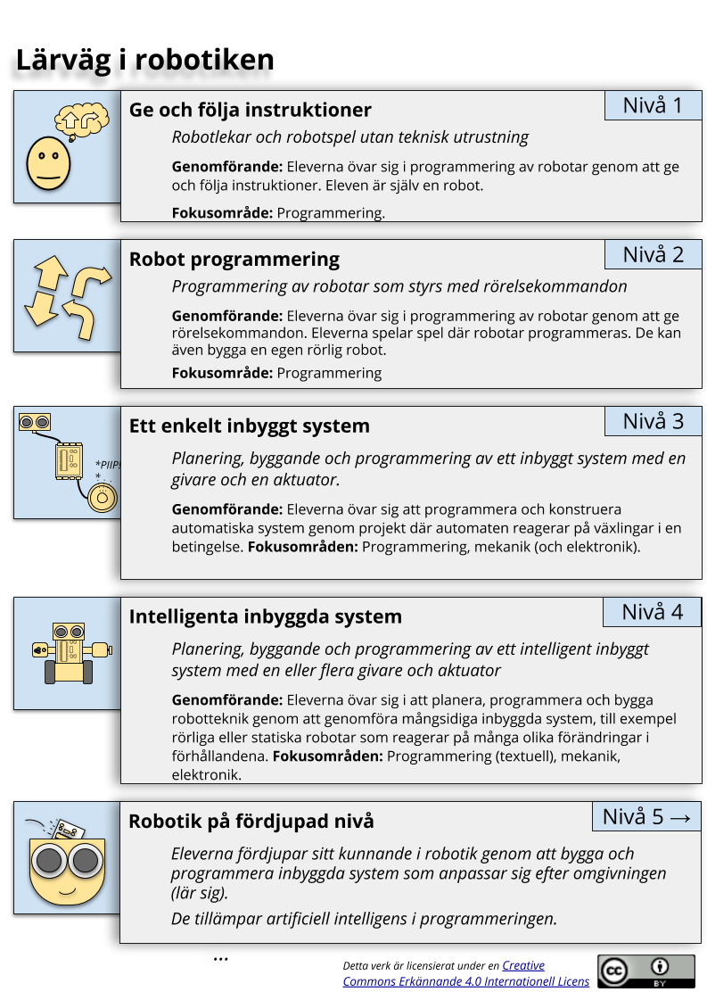 Lärväg i robotiken
Ge och följa instruktioner
Nivå 1
Robotlekar och robotspel utan teknisk utrustning
Genomförande: Eleverna övar sig i programmering av robotar genom att ge
och följa instruktioner. Eleven är själv en robot.
Fokusområde: Programmering.
Robot programmering
Nivå 2
Programmering av robotar som styrs med rörelsekommandon
Genomförande: Eleverna övar sig i programmering av robotar genom att ge
rörelsekommandon. Eleverna spelar spel där robotar programmeras. De kan
även bygga en egen rörlig robot.
Fokusområde: Programmering
*PIIP!
*
Ett enkelt inbyggt system
Nivå 3
Planering, byggande och programmering av ett inbyggt system med en
givare och en aktuator.
Genomförande: Eleverna övar sig att programmera och konstruera
automatiska system genom projekt där automaten reagerar på växlingar i en
betingelse. Fokusområden: Programmering, mekanik (och elektronik).
Intelligenta inbyggda system
Nivå 4
Planering, byggande och programmering av ett intelligent inbyggt
system med en eller flera givare och aktuator
Genomförande: Eleverna övar sig i att planera, programmera och bygga
robotteknik genom att genomföra mångsidiga inbyggda system, till exempel
rörliga eller statiska robotar som reagerar på många olika förändringar i
förhållandena. Fokusområden: Programmering (textuell), mekanik,
elektronik.
Robotik på fördjupad nivå
Nivå 5 →
Eleverna fördjupar sitt kunnande i robotik genom att bygga och
programmera inbyggda system som anpassar sig efter omgivningen
(lär sig).
De tillämpar artificiell intelligens i programmeringen.
...
Detta verk är licensierat under en Creative
Commons Erkännande 4.0 Internationell Licens
cc
BY